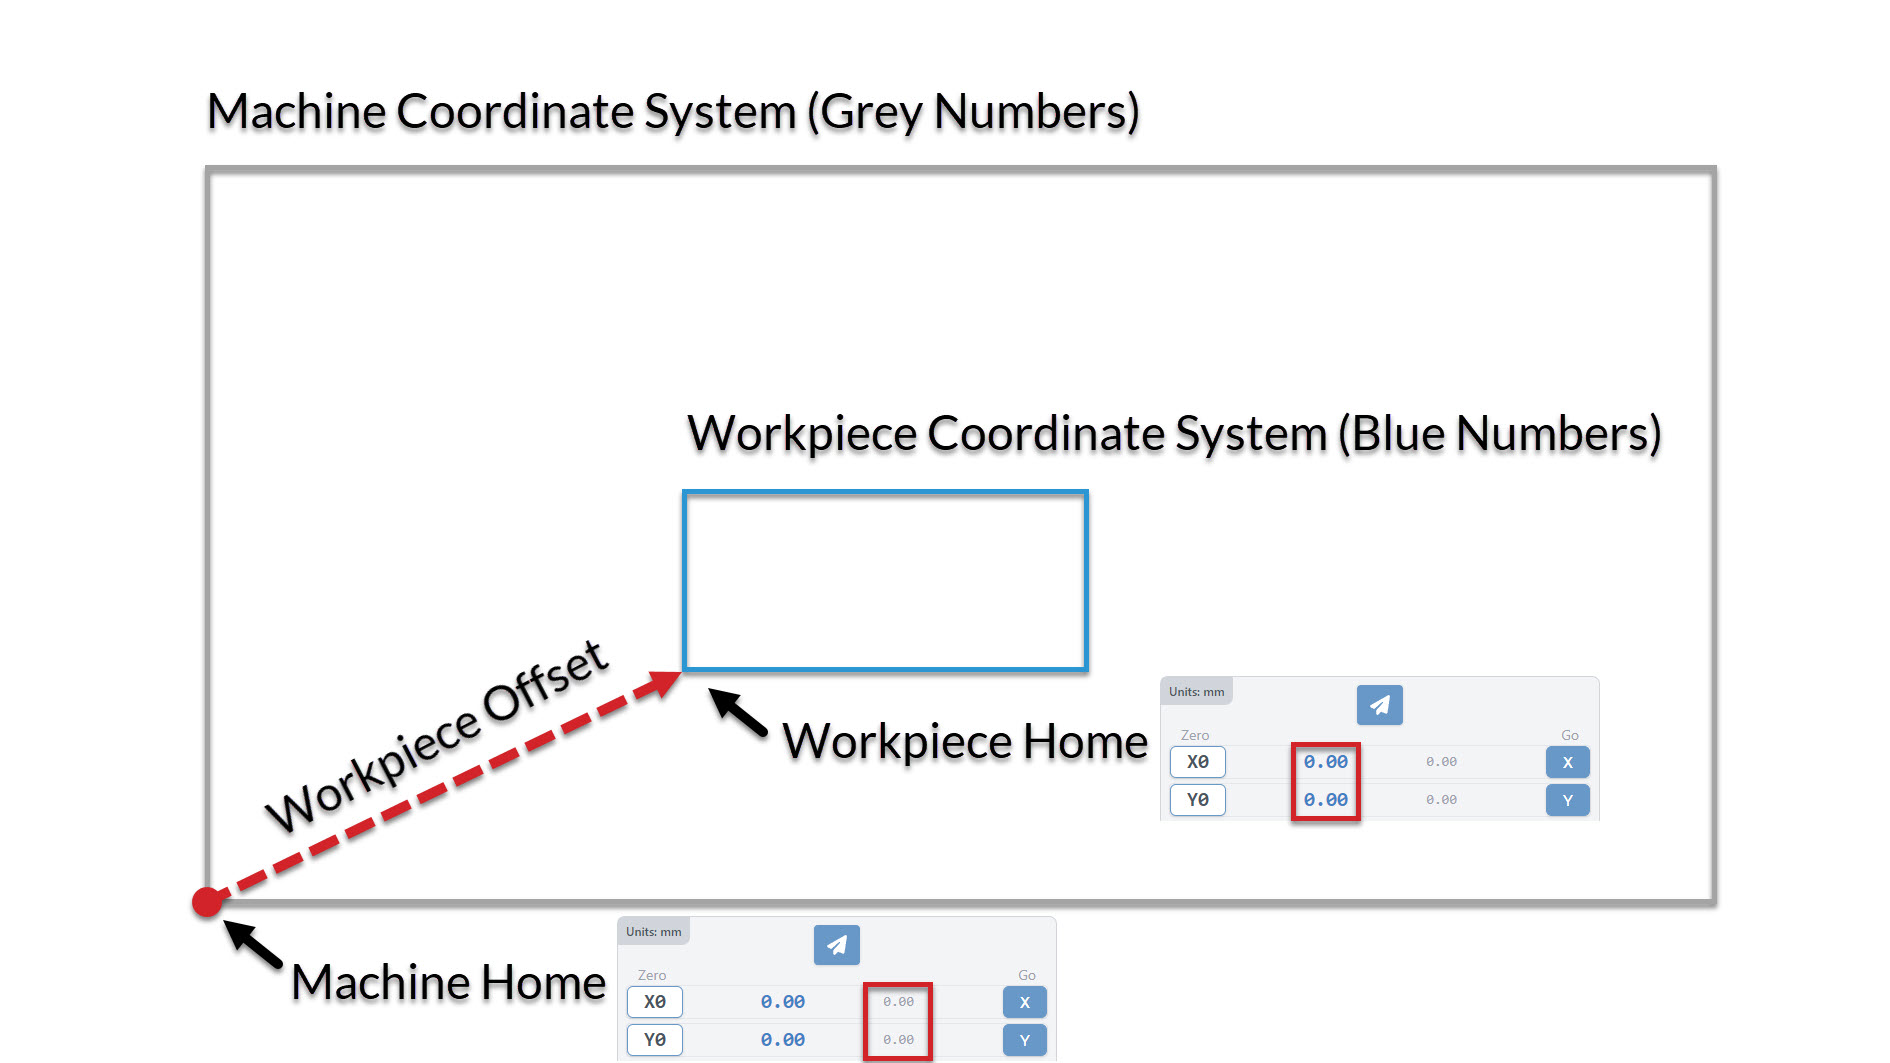 Machine Coordinate System (Grey Numbers)
Workpiece Coordinate System (Blue Numbers)
Workpiece Offset
Workpiece Home
Units: mm
Zero Go
X0 0.00 0.00 X
Y0 0.00 0.00 Y
Machine Home
Units: mm
Zero Go
X0 0.00 0.00 X
Y0 0.00 0.00 Y